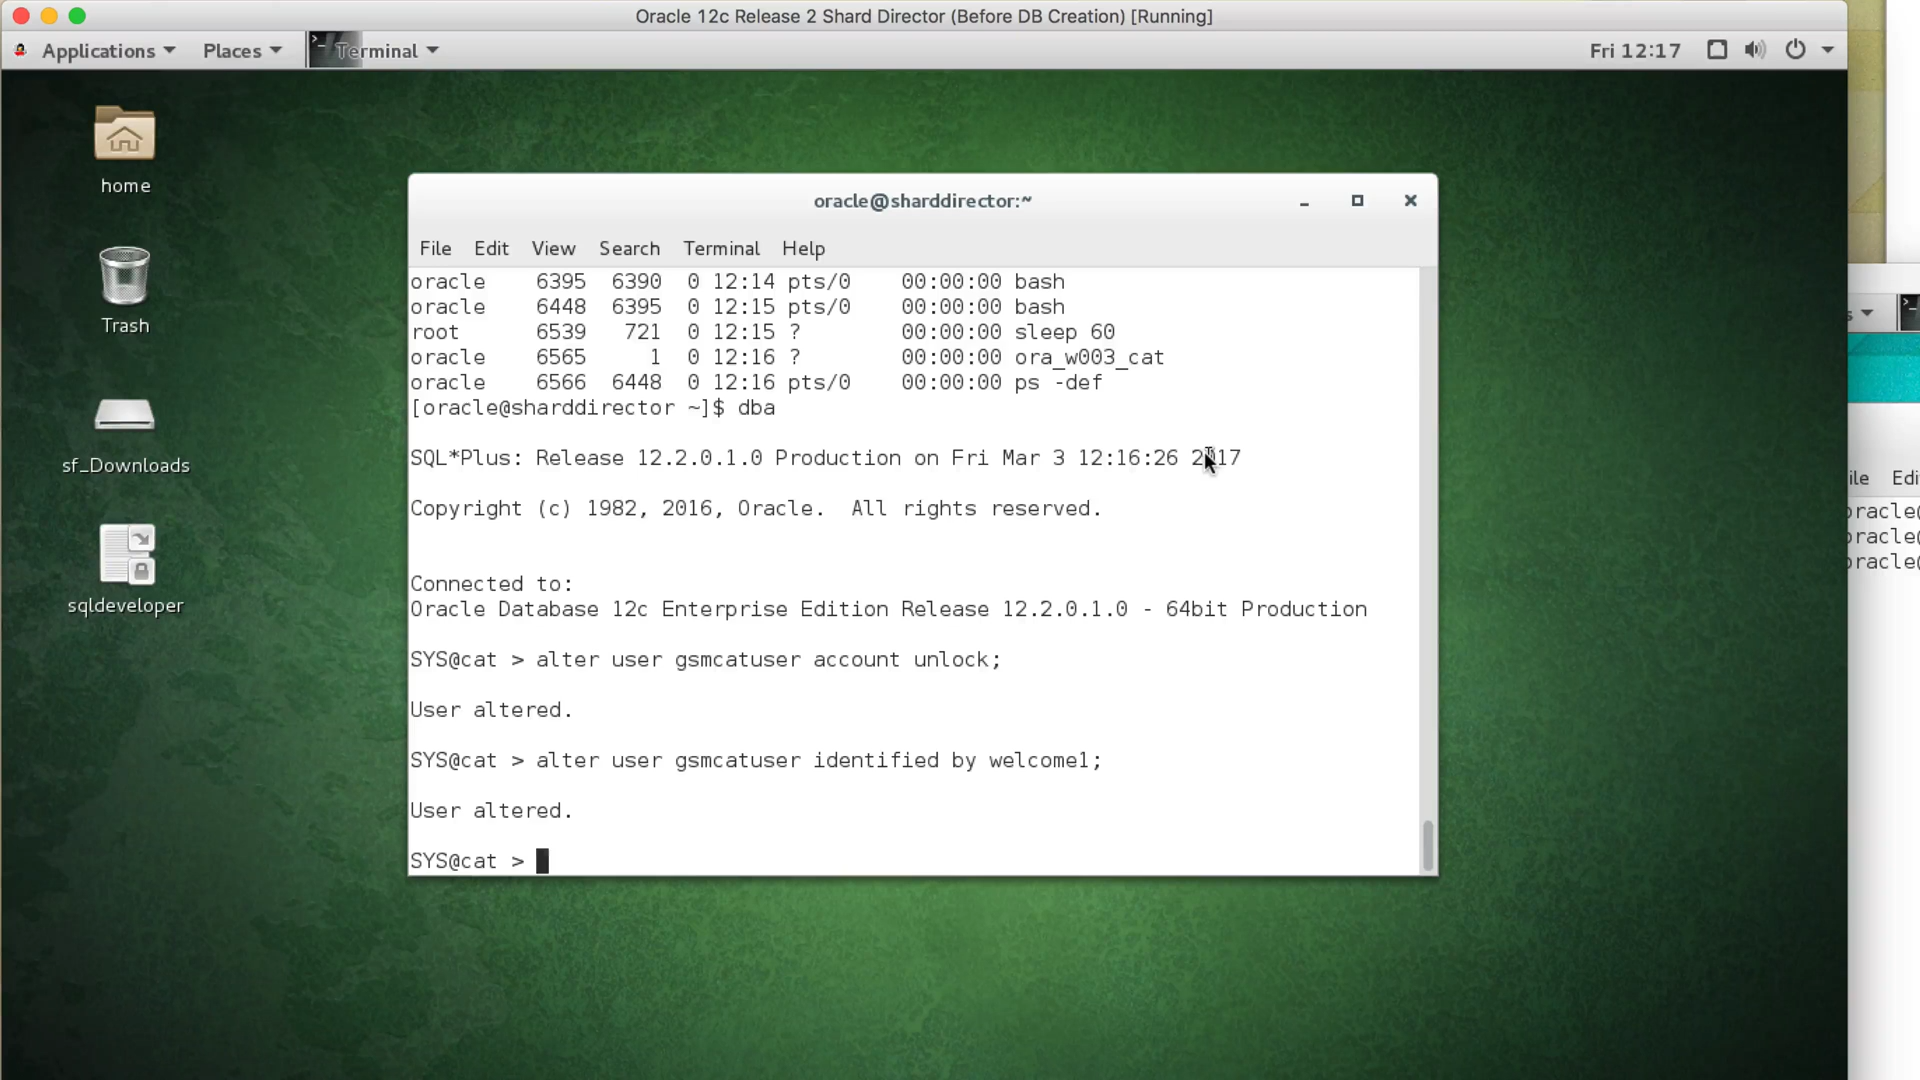 Oracle 12c Release 2 Shard Director (Before DB Creation) [Running]
Applications Places Terminal Fri 12:17
home
Trash
sf_Downloads
sqldeveloper
oracle@sharddirector:~
File Edit View Search Terminal Help
oracle 6395 6390 0 12:14 pts/0 00:00:00 bash
oracle 6448 6395 0 12:15 pts/0 00:00:00 bash
root 6539 721 0 12:15 ? 00:00:00 sleep 60
oracle 6565 1 0 12:16 ? 00:00:00 ora_w003_cat
oracle 6566 6448 0 12:16 pts/0 00:00:00 ps -def
[oracle@sharddirector ~]$ dba
SQL*Plus: Release 12.2.0.1.0 Production on Fri Mar 3 12:16:26 2017
Copyright (c) 1982, 2016, Oracle.  All rights reserved.
Connected to:
Oracle Database 12c Enterprise Edition Release 12.2.0.1.0 - 64bit Production
SYS@cat > alter user gsmcatuser account unlock;
User altered.
SYS@cat > alter user gsmcatuser identified by welcome1;
User altered.
SYS@cat >